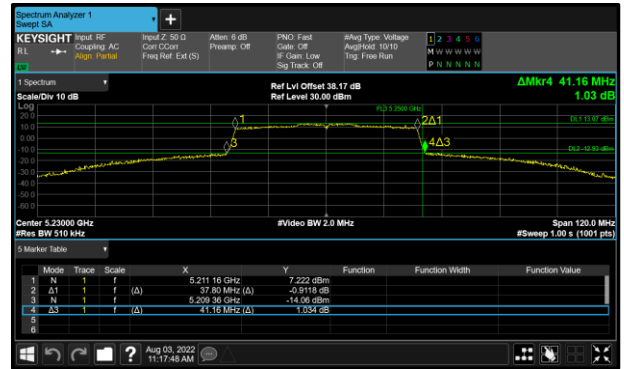 Spectrum Analyzer 1
Swept SA
KEYSIGHT
RL
Input: RF
Coupling: AC
Align: Partial
Input Z: 50 Ω
Corr CCorr
Freq Ref: Ext (S)
Atten: 6 dB
Preamp: Off
PNO: Fast
Gate: Off
IF Gain: Low
Sig Track: Off
#Avg Type: Voltage
Avg|Hold: 10/10
Trig: Free Run
1 2 3 4 5 6
M W W W W W
P N N N N N
1 Spectrum
Scale/Div 10 dB
Ref Lvl Offset 38.17 dB
Ref Level 30.00 dBm
ΔMkr4 41.16 MHz
1.03 dB
Log
20.0
10.0
0.00
-10.0
-20.0
-30.0
-40.0
-50.0
-60.0
1
2Δ1
3
4Δ3
5.2500 GHz
DL1 13.07 dBm
DL2 -12.93 dBm
Center 5.23000 GHz
#Res BW 510 kHz
#Video BW 2.0 MHz
Span 120.0 MHz
#Sweep 1.00 s (1001 pts)
5 Marker Table
Mode Trace Scale X Y Function Function Width Function Value
1 N 1 f 5.211 16 GHz 7.222 dBm
2 Δ1 1 f (Δ) 37.80 MHz (Δ) -0.9118 dB
3 N 1 f 5.209 36 GHz -14.06 dBm
4 Δ3 1 f (Δ) 41.16 MHz (Δ) 1.034 dB
5
6
?
Aug 03, 2022
11:17:48 AM